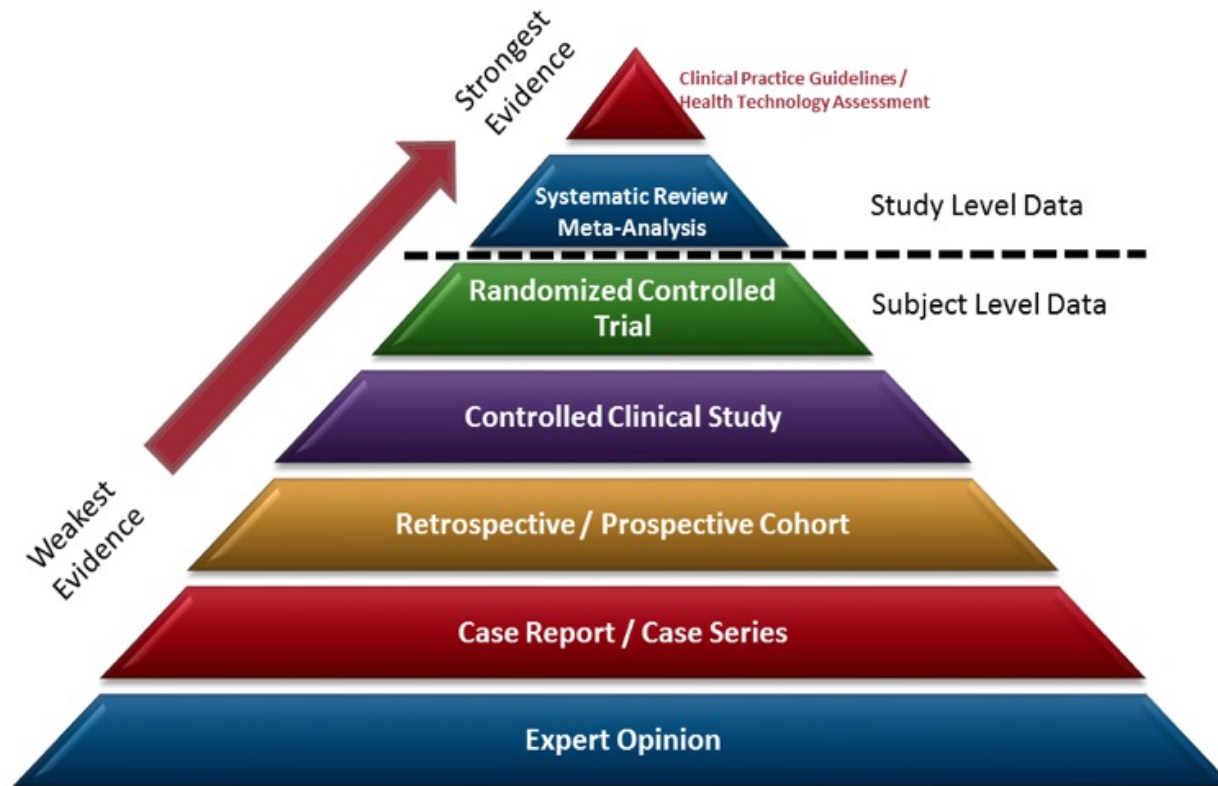 Strongest
Evidence
Clinical Practice Guidelines /
Health Technology Assessment
Systematic Review
Meta-Analysis
Study Level Data
Randomized Controlled
Trial
Subject Level Data
Controlled Clinical Study
Weakest
Evidence
Retrospective / Prospective Cohort
Case Report / Case Series
Expert Opinion